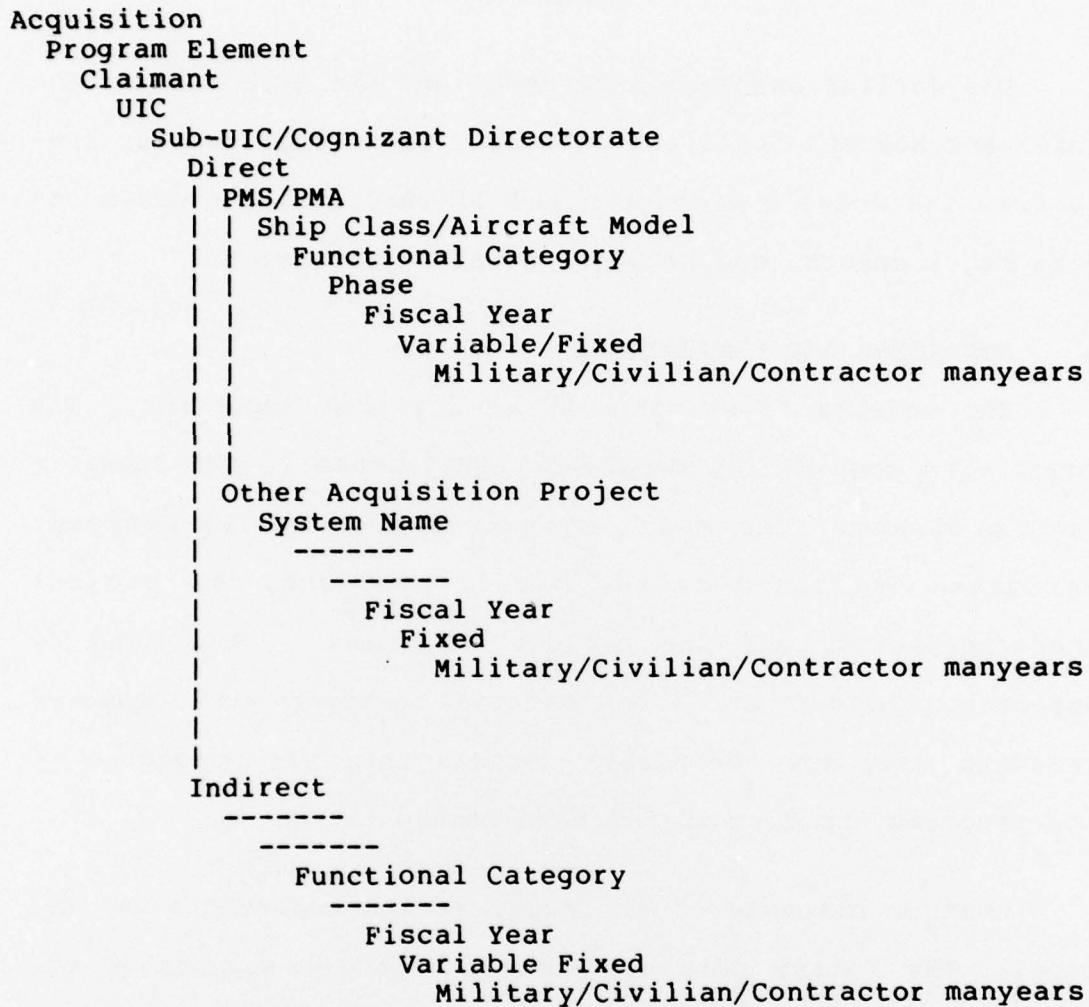 Acquisition
Program Element
Claimant
UIC
Sub-UIC/Cognizant Directorate
Direct
| PMS/PMA
| | Ship Class/Aircraft Model
| | Functional Category
| | Phase
| | Fiscal Year
| | Variable/Fixed
| | Military/Civilian/Contractor manyears
| |
| |
| Other Acquisition Project
| System Name
| -------
| -------
| Fiscal Year
| Fixed
| Military/Civilian/Contractor manyears
|
|
Indirect
-------
-------
Functional Category
-------
Fiscal Year
Variable Fixed
Military/Civilian/Contractor manyears